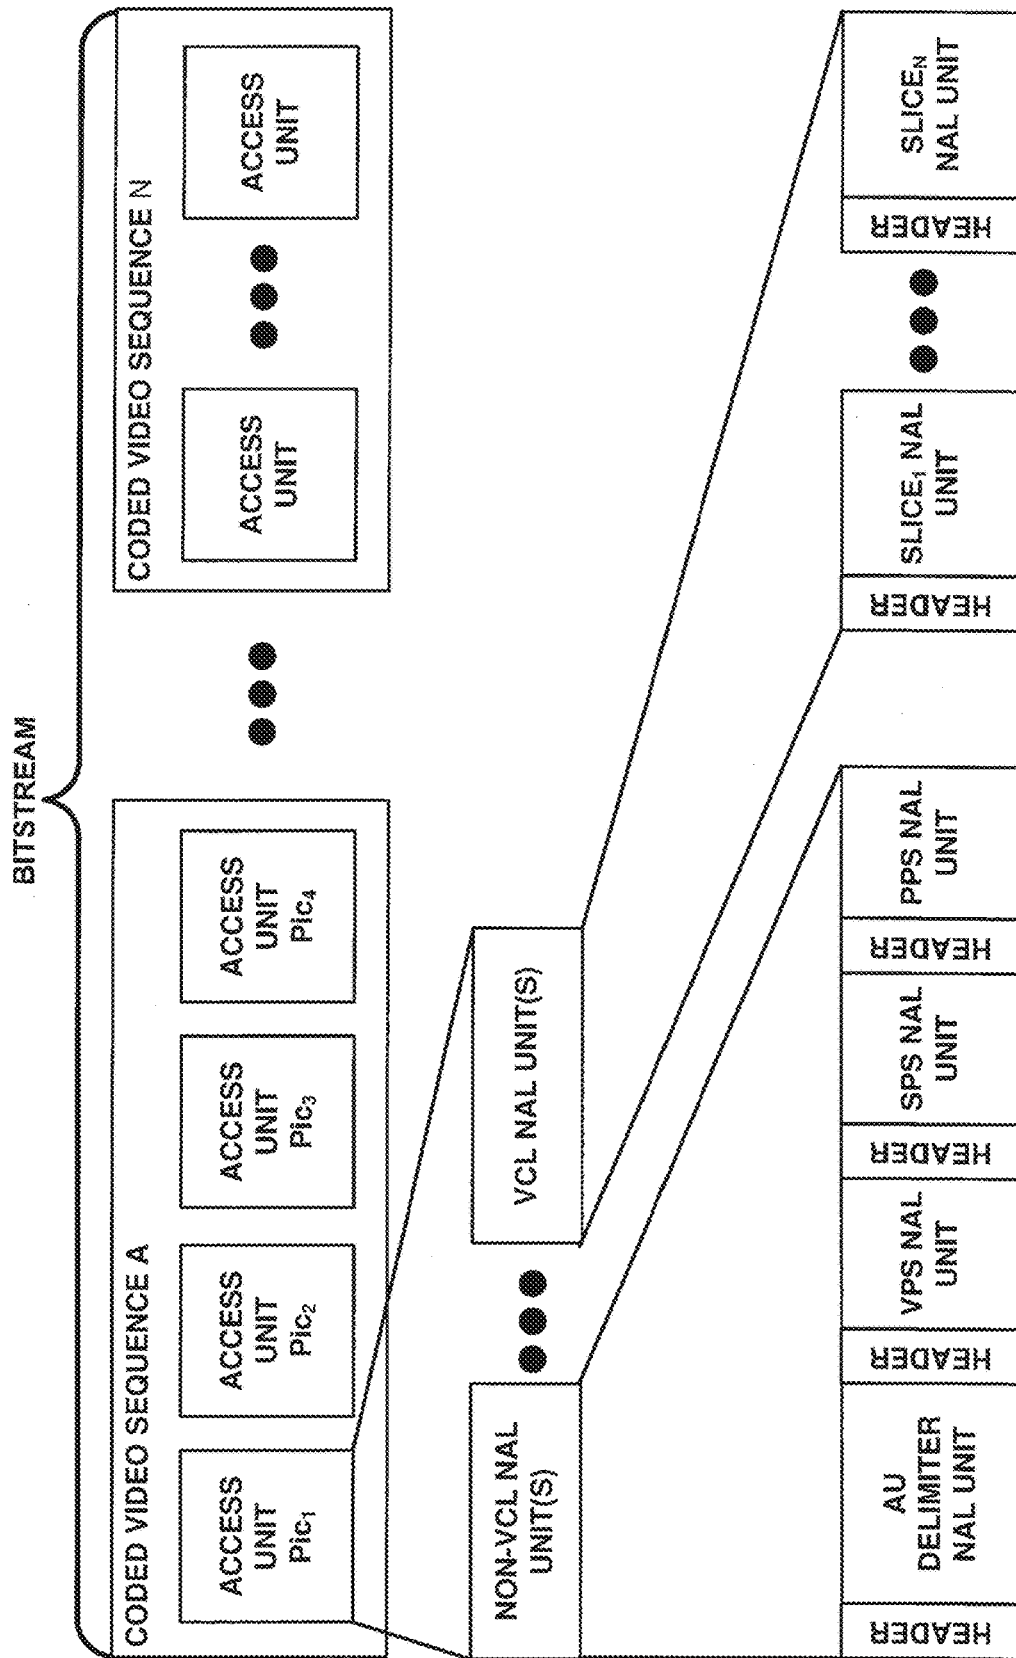 BITSTREAM
CODED VIDEO SEQUENCE A
ACCESS
UNIT
Pic₁
ACCESS
UNIT
Pic₂
ACCESS
UNIT
Pic₃
ACCESS
UNIT
Pic₄
CODED VIDEO SEQUENCE N
ACCESS
UNIT
ACCESS
UNIT
NON-VCL NAL
UNIT(S)
VCL NAL UNIT(S)
HEADER
AU
DELIMITER
NAL UNIT
HEADER
VPS NAL
UNIT
HEADER
SPS NAL
UNIT
HEADER
PPS NAL
UNIT
HEADER
SLICE₁ NAL
UNIT
HEADER
SLICEₙ
NAL UNIT